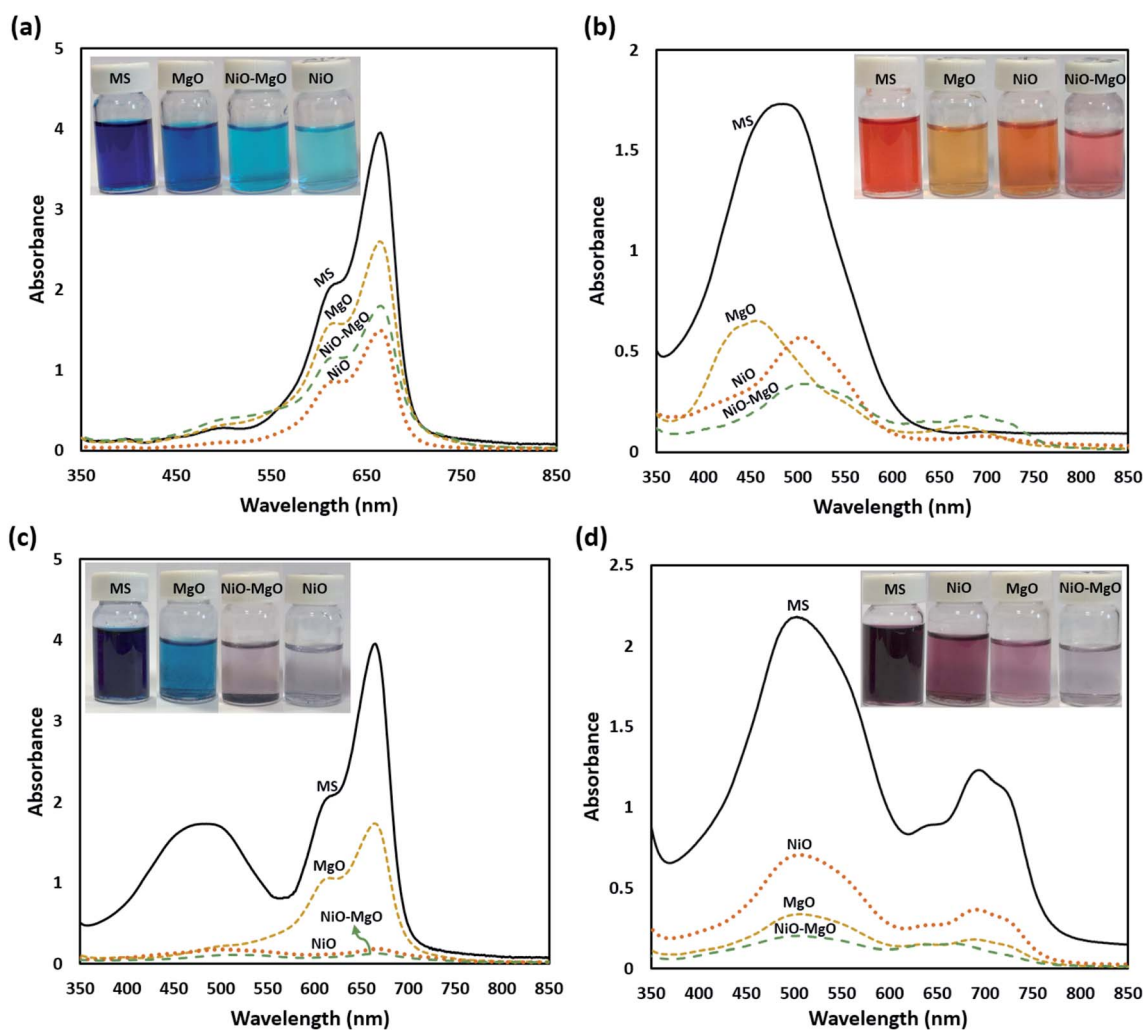 (a)
5
4
3
2
1
0
Absorbance
MS MgO NiO-MgO NiO
MS
MgO
NiO-MgO
NiO
350 450 550 650 750 850
Wavelength (nm)
(b)
2
1.5
1
0.5
0
Absorbance
MS MgO NiO NiO-MgO
MS
MgO
NiO
NiO-MgO
350 400 450 500 550 600 650 700 750 800 850
Wavelength (nm)
(c)
5
4
3
2
1
0
Absorbance
MS MgO NiO-MgO NiO
MS
MgO
NiO-MgO
NiO
350 400 450 500 550 600 650 700 750 800 850
Wavelength (nm)
(d)
2.5
2
1.5
1
0.5
0
Absorbance
MS NiO MgO NiO-MgO
MS
NiO
MgO
NiO-MgO
350 400 450 500 550 600 650 700 750 800 850
Wavelength (nm)